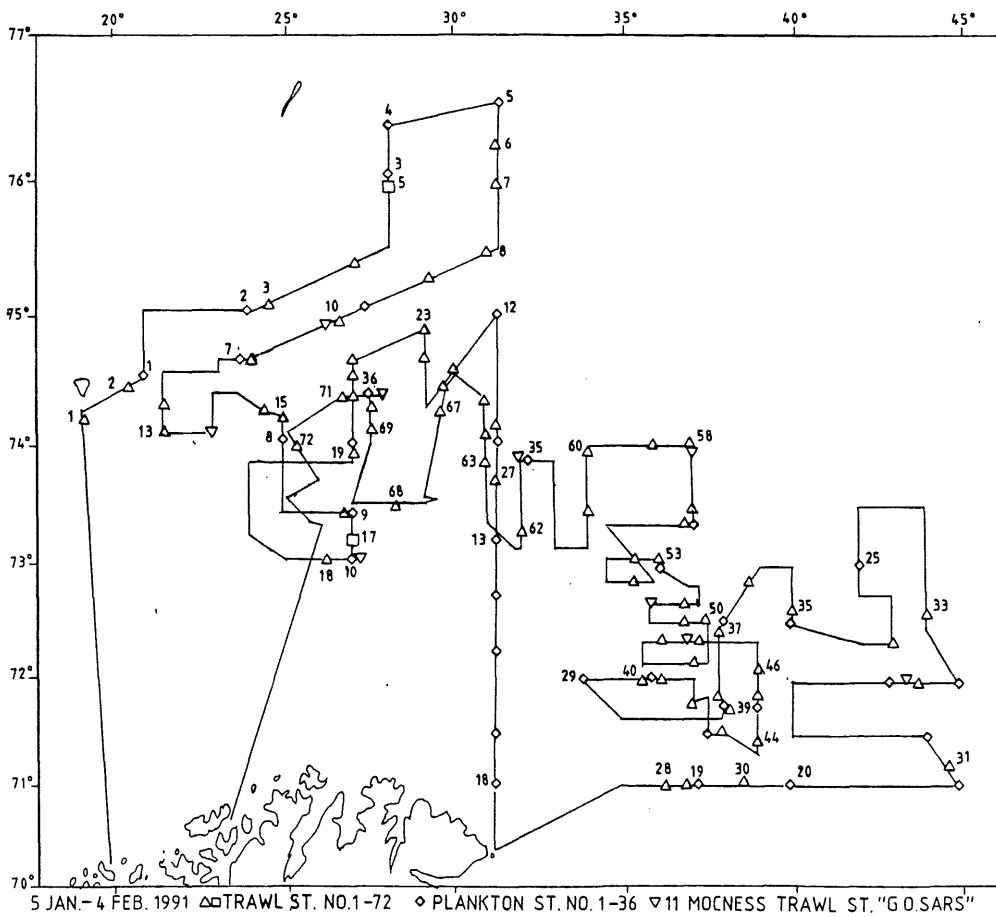 20° 25° 30° 35° 40° 45°
77°
5
4
6
3
76° 5 7
8
2 3
10
75° 12
23
7
1
2 36
1 71 67
15
13 69 58
8 72 35
74° 19 60
63 27
68
9 62
17 13
53
73° 18 10 25
50 35 33
37
46
72° 29 40
39
44
31
71° 18 28 19 30 20
70°
5 JAN.- 4 FEB. 1991 △□TRAWL ST. NO.1-72 ◇ PLANKTON ST. NO. 1-36 ▽ 11 MOCNESS TRAWL ST. "G O.SARS"